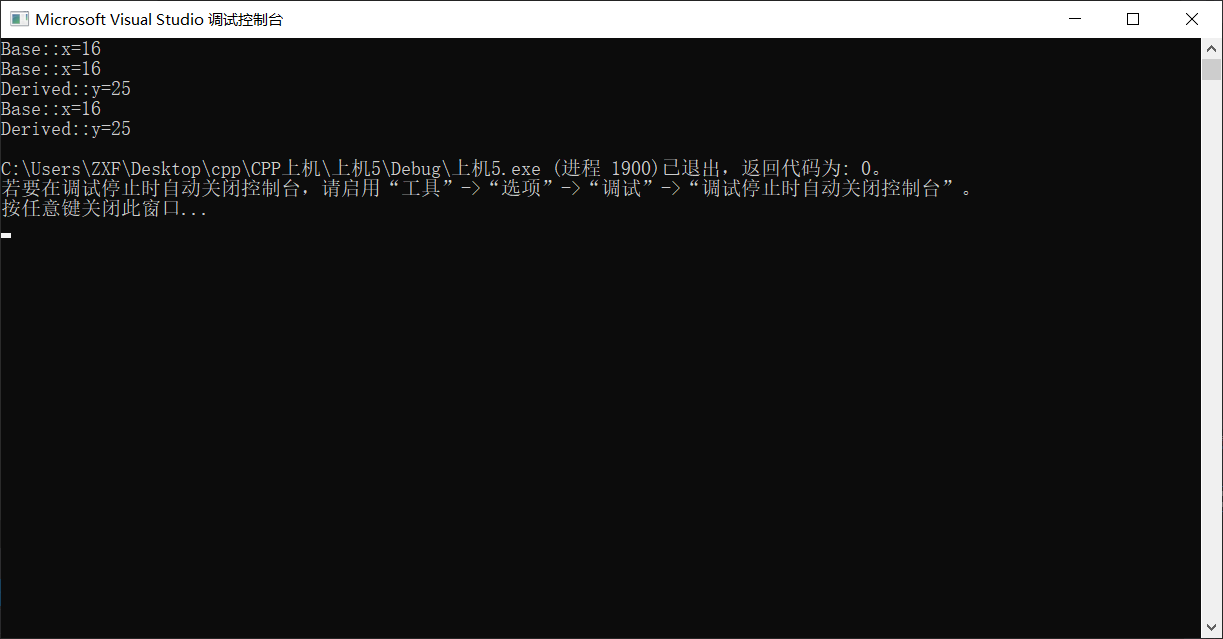 Microsoft Visual Studio 调试控制台
Base::x=16
Base::x=16
Derived::y=25
Base::x=16
Derived::y=25
C:\Users\ZXF\Desktop\cpp\CPP上机\上机5\Debug\上机5.exe (进程 1900)已退出，返回代码为: 0。
若要在调试停止时自动关闭控制台，请启用“工具”->“选项”->“调试”->“调试停止时自动关闭控制台”。
按任意键关闭此窗口...